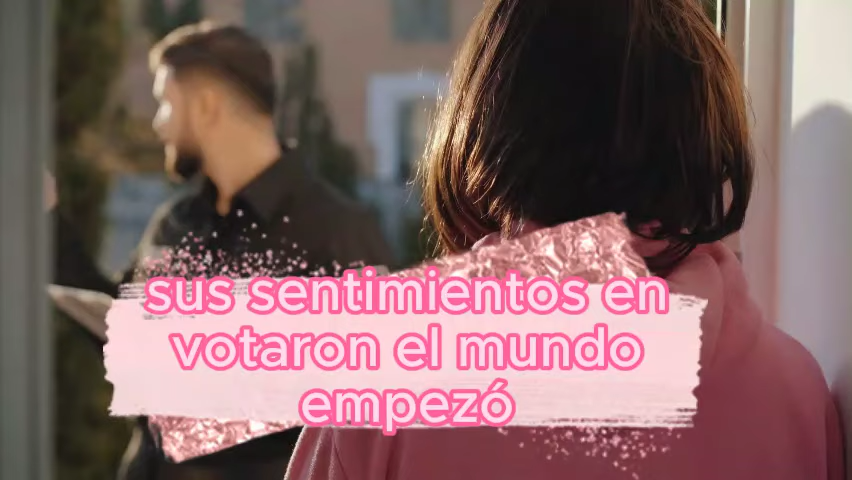 sus sentimientos en
votaron el mundo
empezó